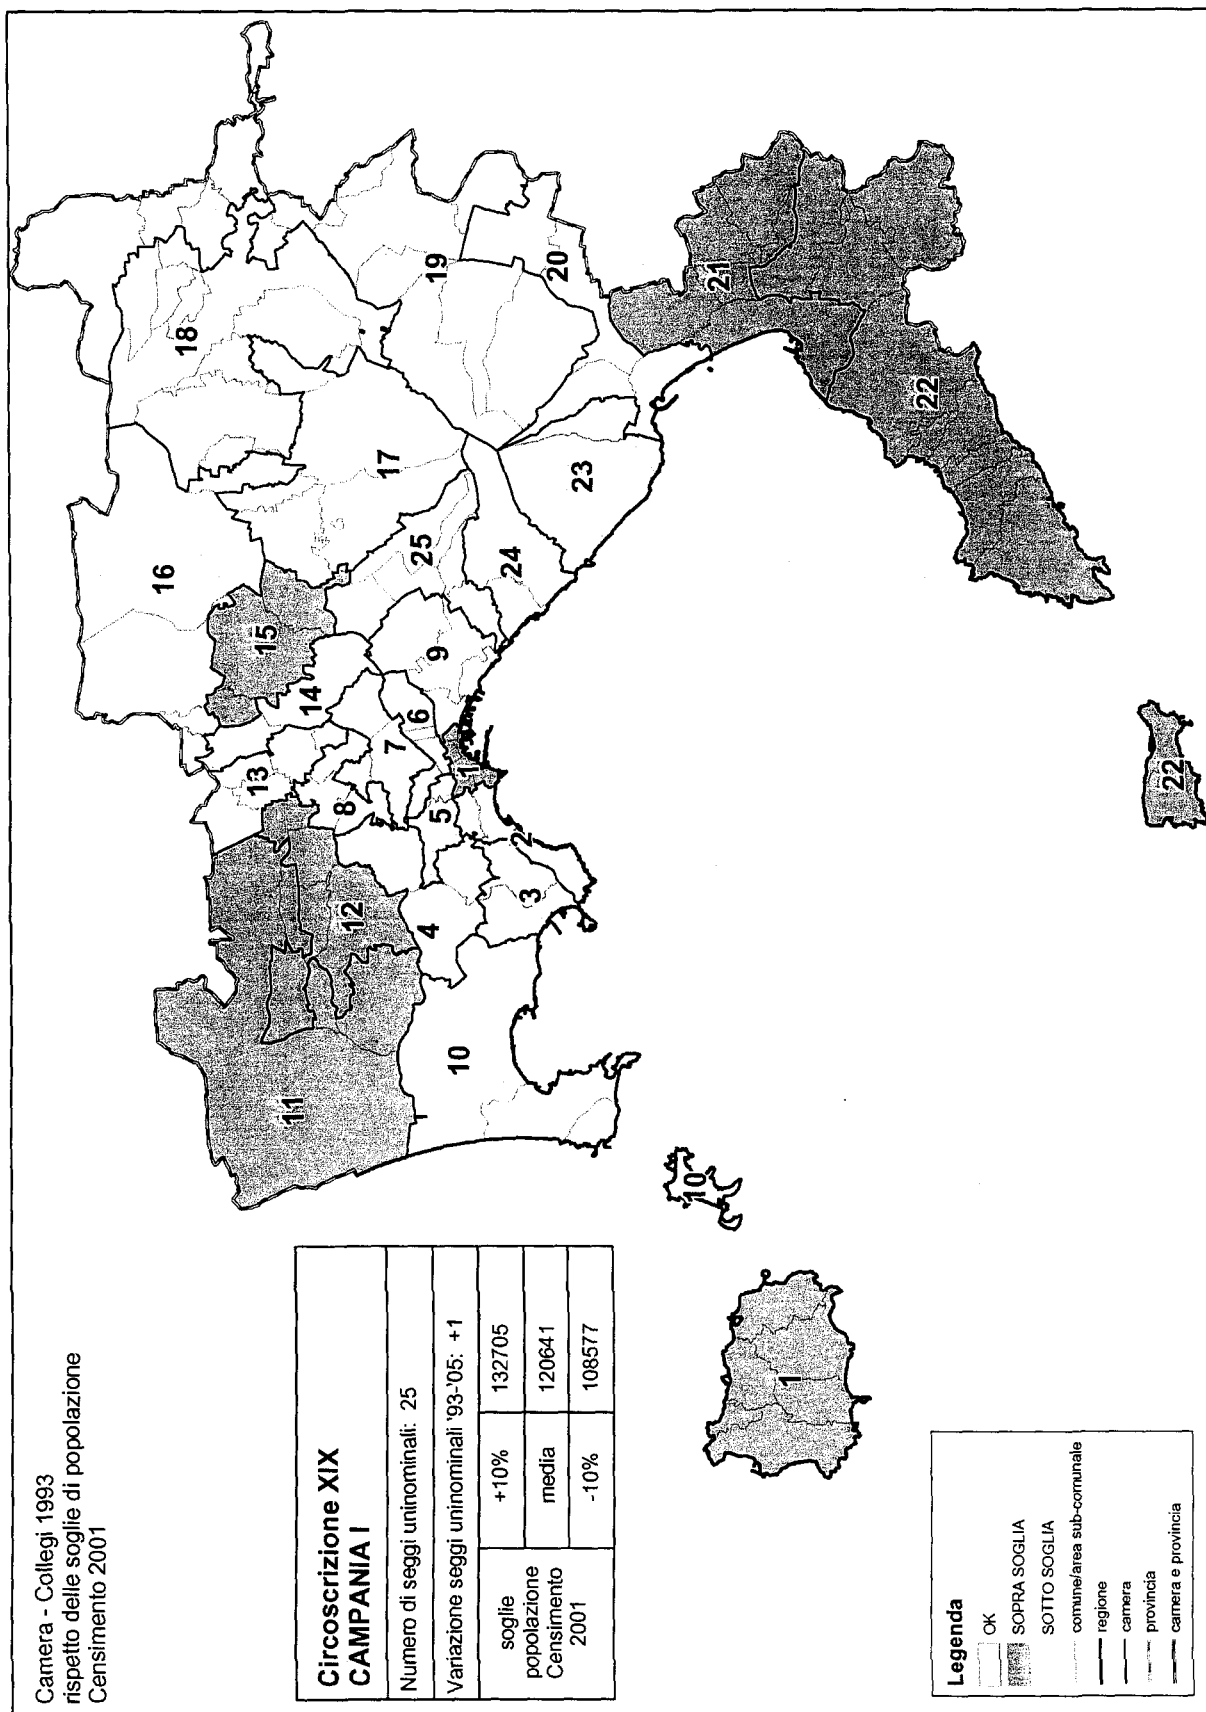 Camera - Collegi 1993
rispetto delle soglie di popolazione
Censimento 2001
Circoscrizione XIX
CAMPANIA I
Numero di seggi uninominali: 25
Variazione seggi uninominali '93-'05: +1
soglie
popolazione
Censimento
2001
+10%
132705
media
120641
-10%
108577
Legenda
OK
SOPRA SOGLIA
SOTTO SOGLIA
comune/area sub-comunale
regione
camera
provincia
camera e provincia
11
10
10
1
12
4
3
2
13
8
5
7
1
6
14
15
9
16
25
24
17
23
18
19
20
21
22
22